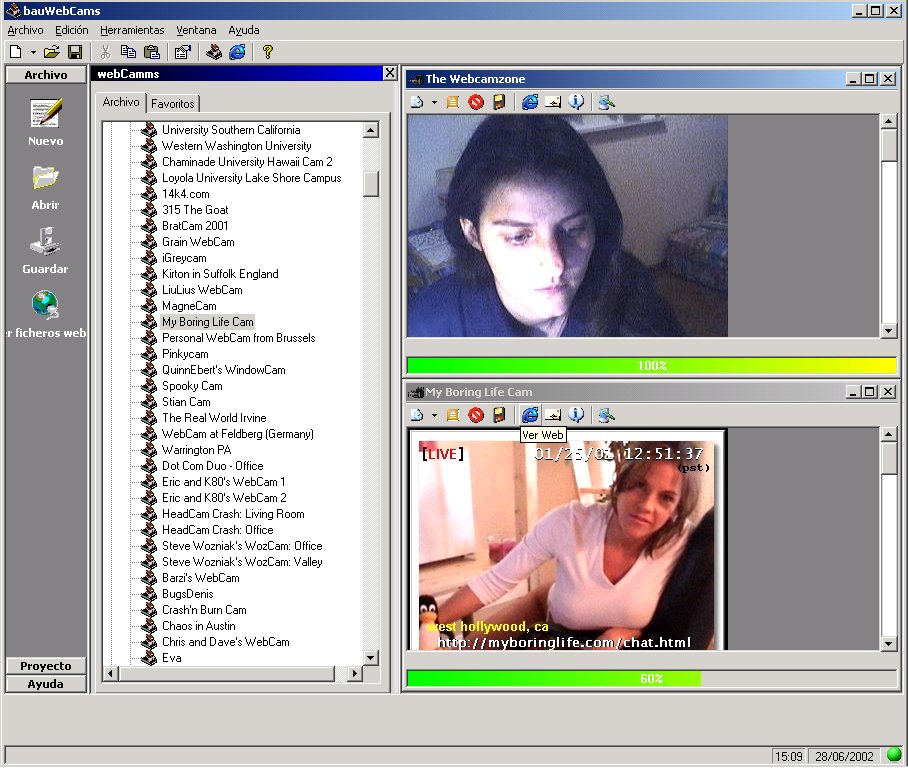 bauWebCams
Archivo Edición Herramientas Ventana Ayuda
Archivo
Nuevo
Abrir
Guardar
er ficheros web
Proyecto
Ayuda
webCamms
Archivo Favoritos
University Southern California
Western Washington University
Chaminade University Hawaii Cam 2
Loyola University Lake Shore Campus
14k4.com
315 The Goat
BratCam 2001
Grain WebCam
iGreycam
Kirton in Suffolk England
LiuLius WebCam
MagneCam
My Boring Life Cam
Personal WebCam from Brussels
Pinkycam
QuinnEbert's WindowCam
Spooky Cam
Stian Cam
The Real World Irvine
WebCam at Feldberg (Germany)
Warrington PA
Dot Com Duo - Office
Eric and K80's WebCam 1
Eric and K80's WebCam 2
HeadCam Crash: Living Room
HeadCam Crash: Office
Steve Wozniak's WozCam: Office
Steve Wozniak's WozCam: Valley
Barzi's WebCam
BugsDenis
Crash'n Burn Cam
Chaos in Austin
Chris and Dave's WebCam
Eva
The Webcamzone
100%
My Boring Life Cam
Ver Web
[LIVE] 01/25/01 12:51:37
(pst)
west hollywood, ca
http://myboringlife.com/chat.html
60%
15:09 28/06/2002